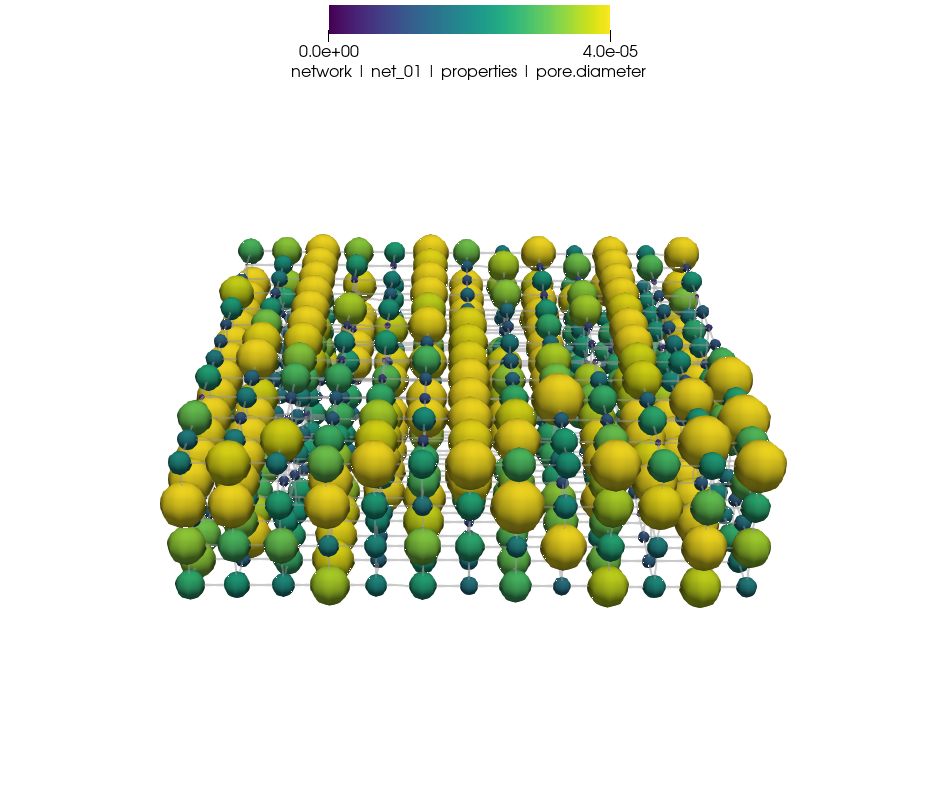 0.0e+00 4.0e-05
network | net_01 | properties | pore.diameter